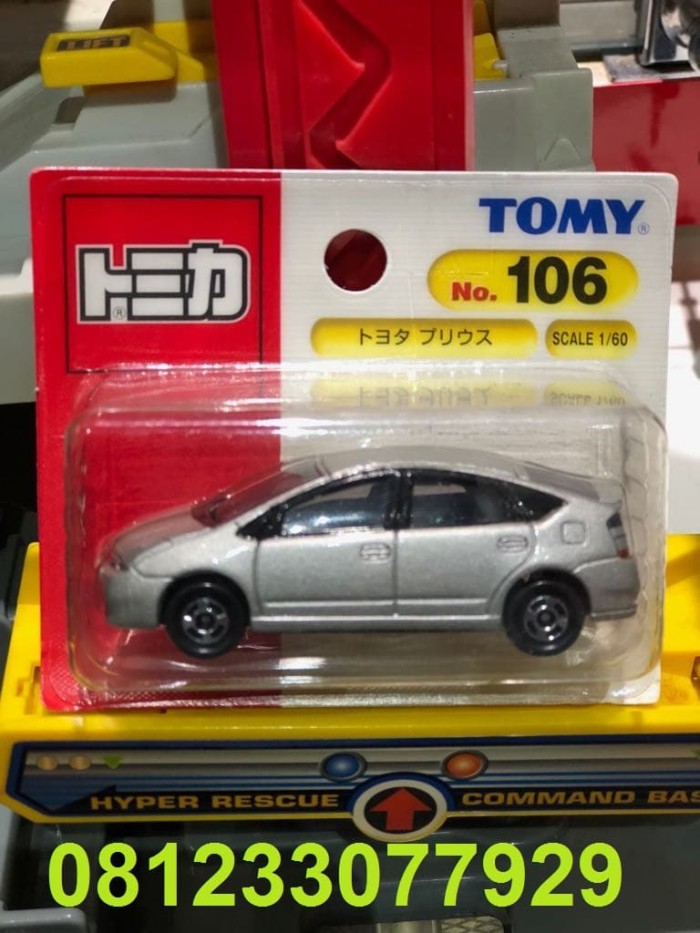 LIFT
トミカ®
TOMY®
No. 106
トヨタ プリウス
SCALE 1/60
HYPER RESCUE COMMAND BAS
081233077929